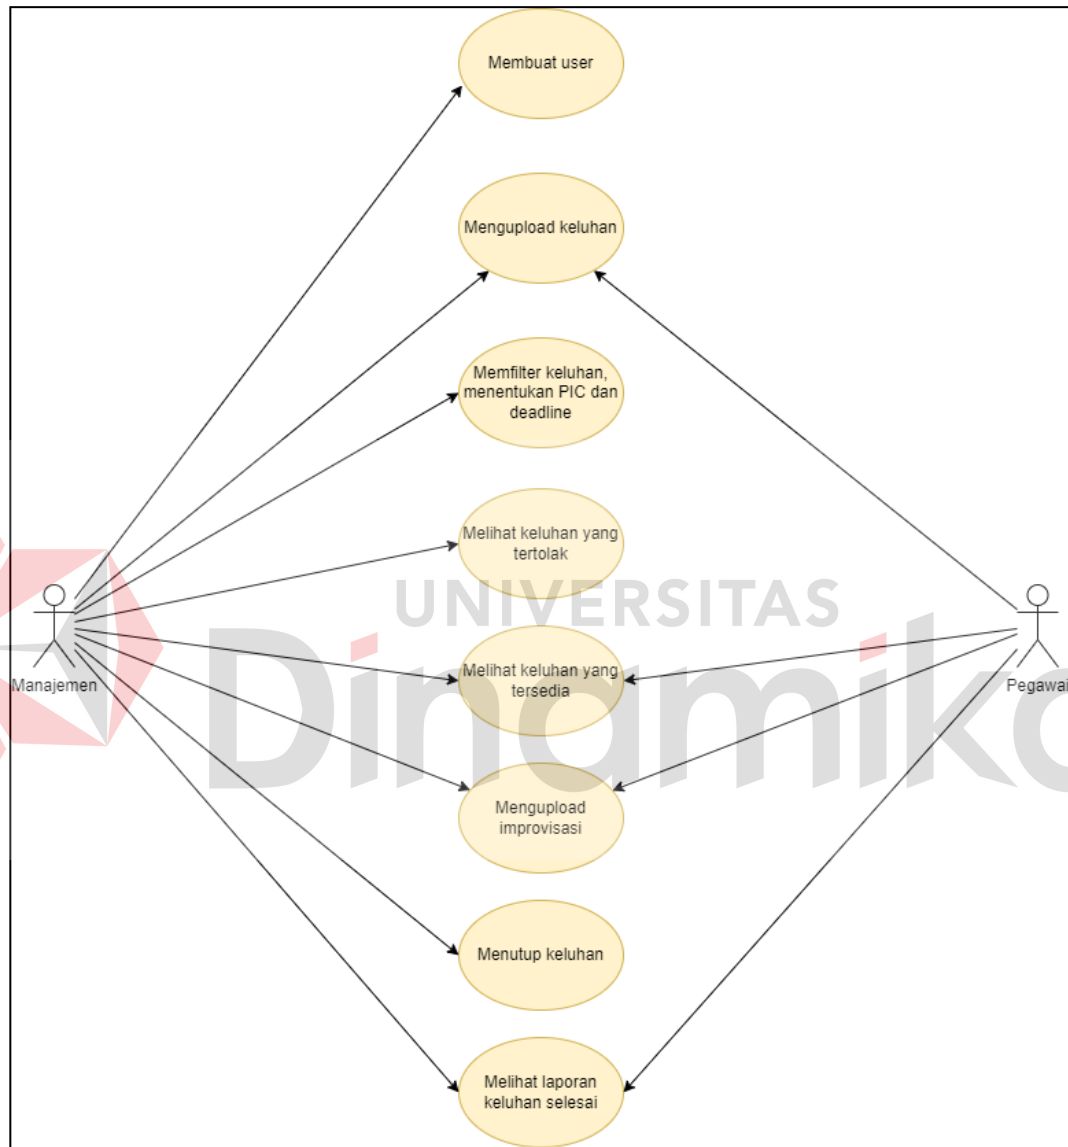 Membuat user
Mengupload keluhan
Memfilter keluhan,
menentukan PIC dan
deadline
Melihat keluhan yang
tertolak
UNIVERSITAS
Dinamika
Manajemen
Melihat keluhan yang
tersedia
Pegawai
Mengupload
improvisasi
Menutup keluhan
Melihat laporan
keluhan selesai